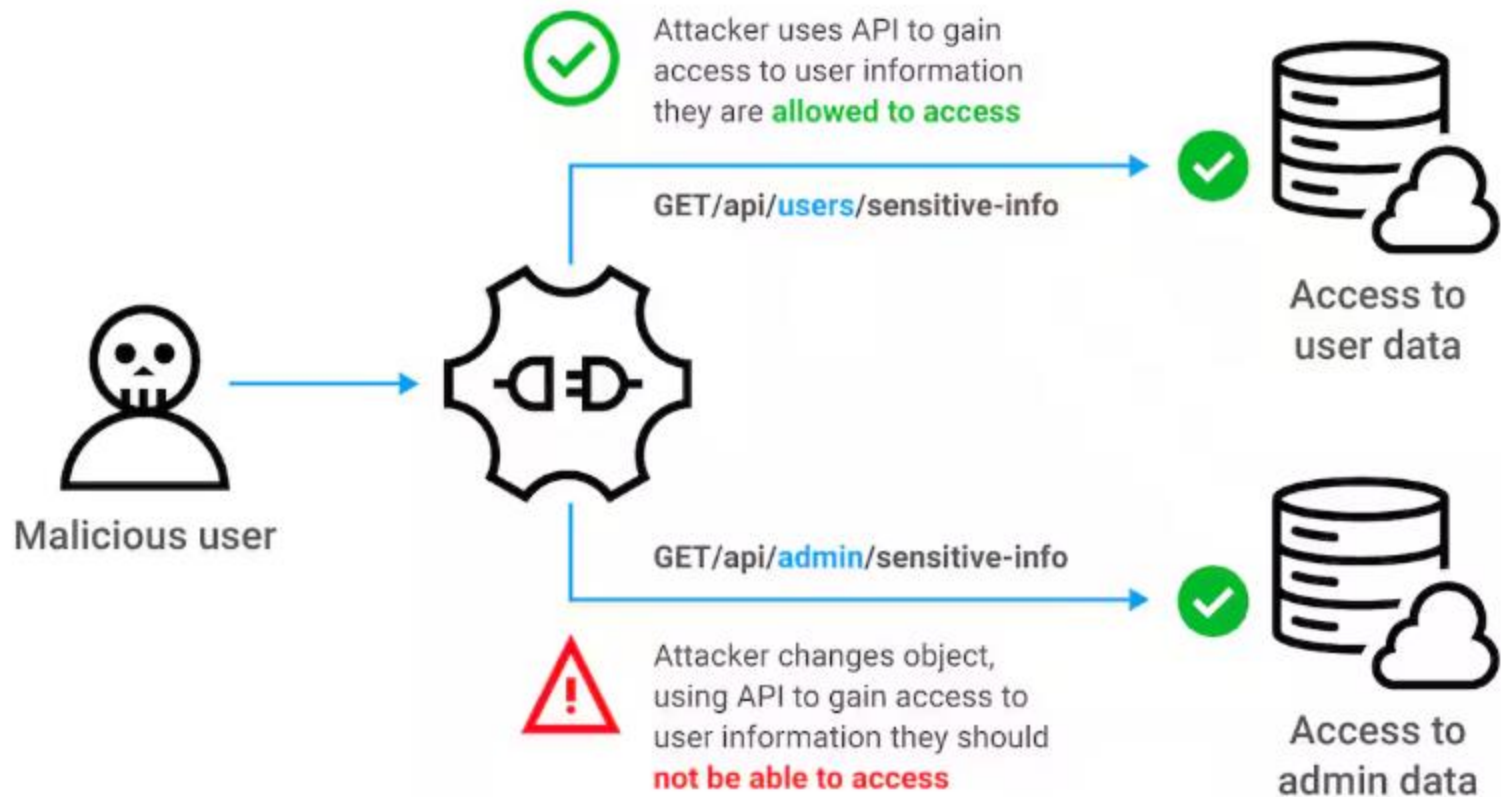 Attacker uses API to gain
access to user information
they are allowed to access
GET/api/users/sensitive-info
Access to
user data
Malicious user
GET/api/admin/sensitive-info
Attacker changes object,
using API to gain access to
user information they should
not be able to access
Access to
admin data